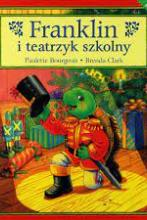 Franklin
i teatrzyk szkolny
Paulette Bourgeois · Brenda Clark